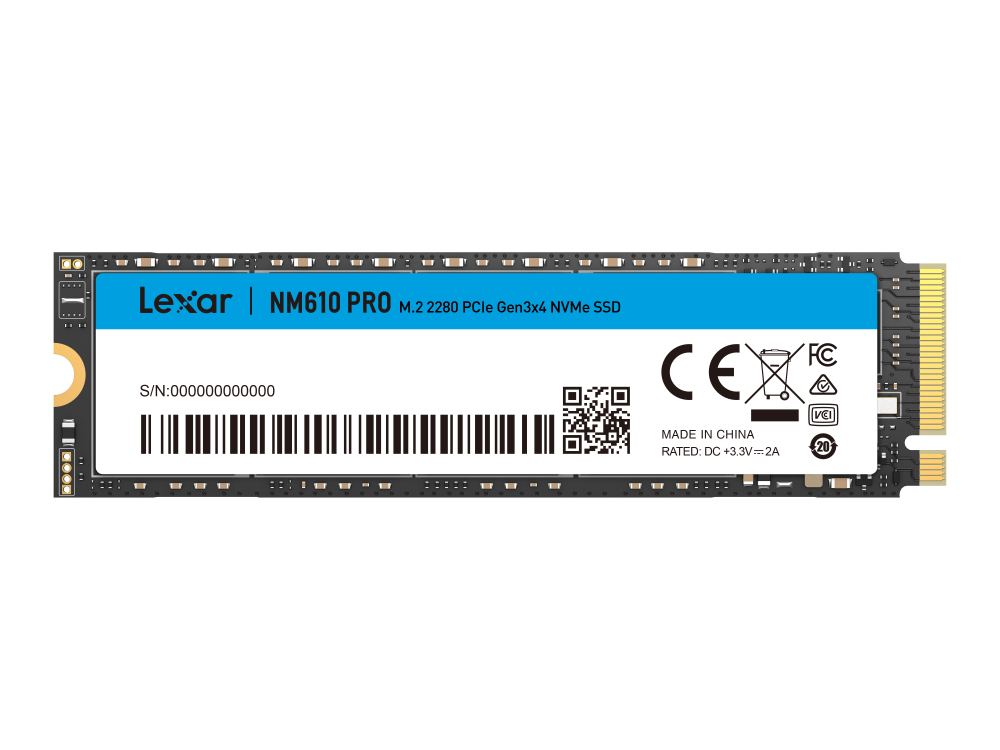 Lexar | NM610 PRO M.2 2280 PCIe Gen3x4 NVMe SSD
S/N:000000000000
CE FC
VCI
MADE IN CHINA
RATED: DC +3.3V⎓2A
20